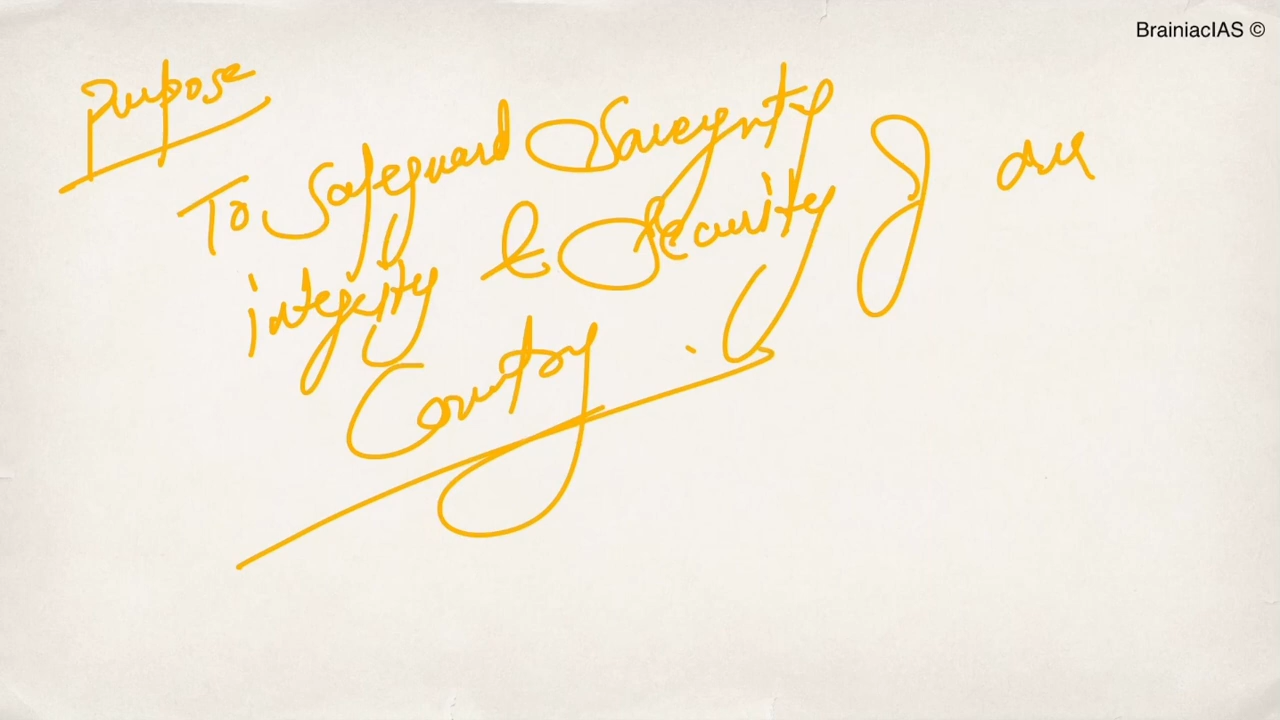 BrainiacIAS ©
Purpose
To Safeguard Sovereignty
integrity & Security of our
Country.